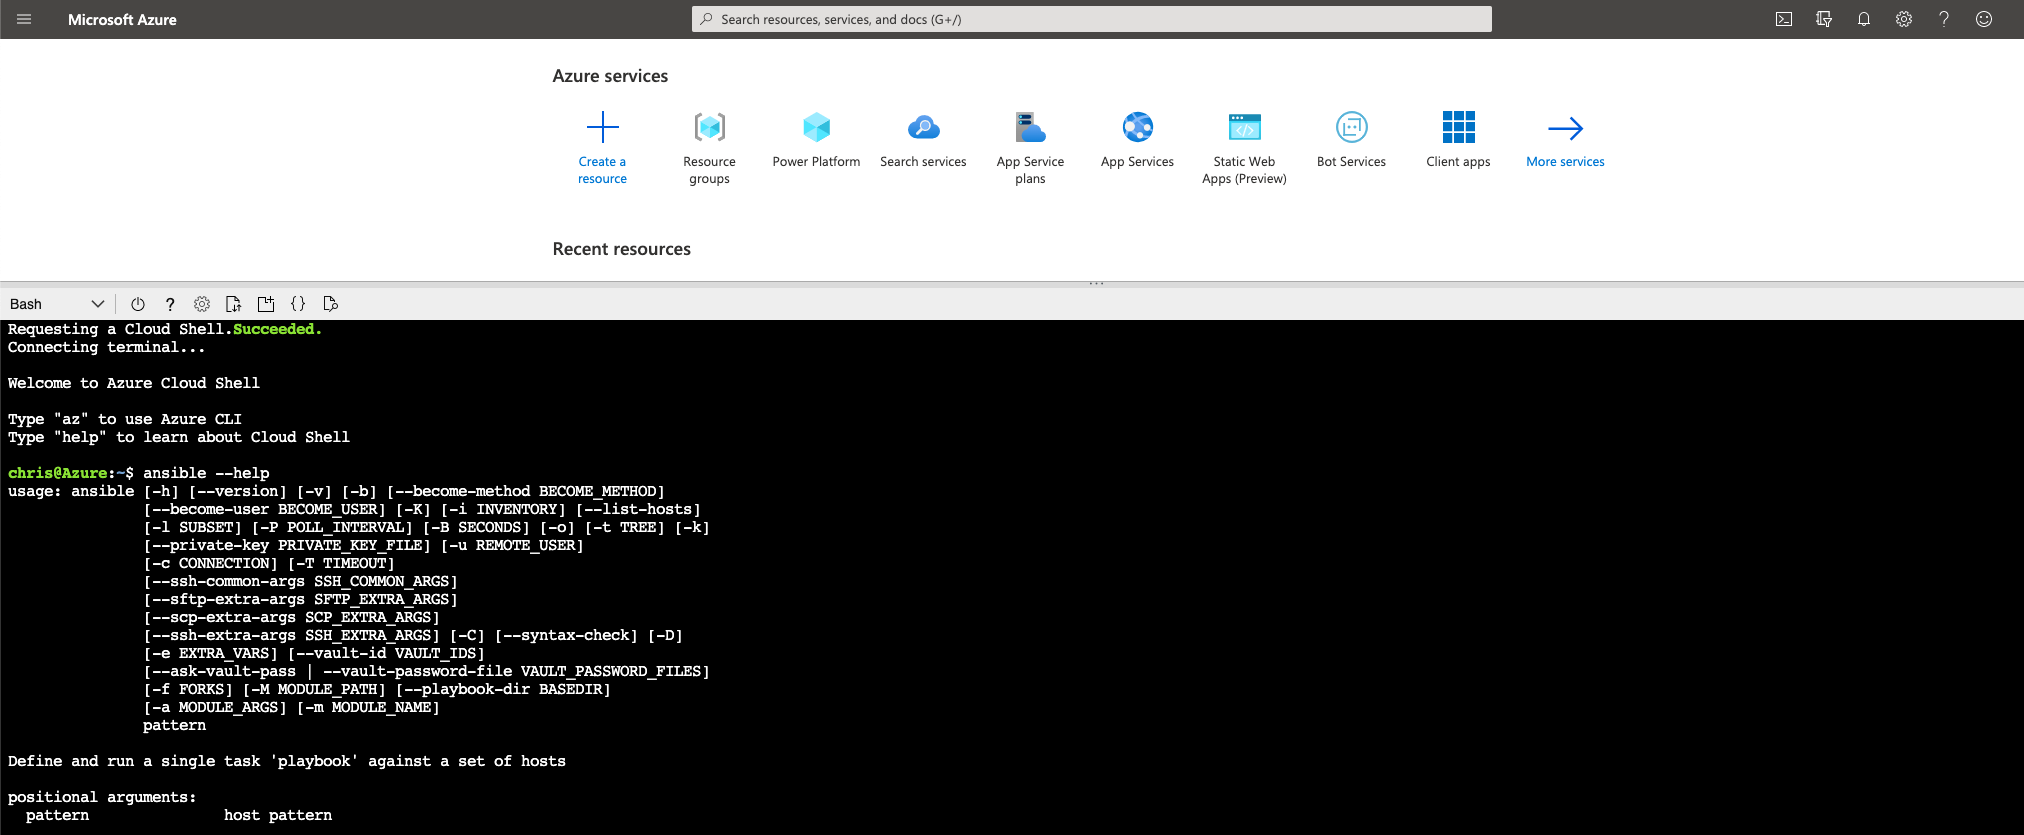 Microsoft Azure
Search resources, services, and docs (G+/)
Azure services
Create a
resource
Resource
groups
Power Platform
Search services
App Service
plans
App Services
Static Web
Apps (Preview)
Bot Services
Client apps
More services
Recent resources
Bash
Requesting a Cloud Shell.Succeeded.
Connecting terminal...
Welcome to Azure Cloud Shell
Type "az" to use Azure CLI
Type "help" to learn about Cloud Shell
chris@Azure:~$ ansible --help
usage: ansible [-h] [--version] [-v] [-b] [--become-method BECOME_METHOD]
[--become-user BECOME_USER] [-K] [-i INVENTORY] [--list-hosts]
[-l SUBSET] [-P POLL_INTERVAL] [-B SECONDS] [-o] [-t TREE] [-k]
[--private-key PRIVATE_KEY_FILE] [-u REMOTE_USER]
[-c CONNECTION] [-T TIMEOUT]
[--ssh-common-args SSH_COMMON_ARGS]
[--sftp-extra-args SFTP_EXTRA_ARGS]
[--scp-extra-args SCP_EXTRA_ARGS]
[--ssh-extra-args SSH_EXTRA_ARGS] [-C] [--syntax-check] [-D]
[-e EXTRA_VARS] [--vault-id VAULT_IDS]
[--ask-vault-pass | --vault-password-file VAULT_PASSWORD_FILES]
[-f FORKS] [-M MODULE_PATH] [--playbook-dir BASEDIR]
[-a MODULE_ARGS] [-m MODULE_NAME]
pattern
Define and run a single task 'playbook' against a set of hosts
positional arguments:
pattern host pattern